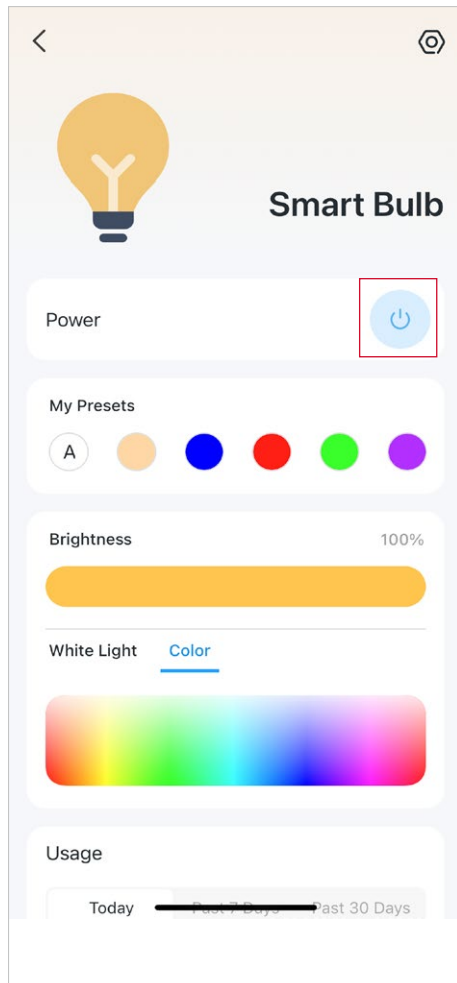 Smart Bulb
Power
My Presets
A
Brightness 100%
White Light Color
Usage
Today Past 7 Days Past 30 Days